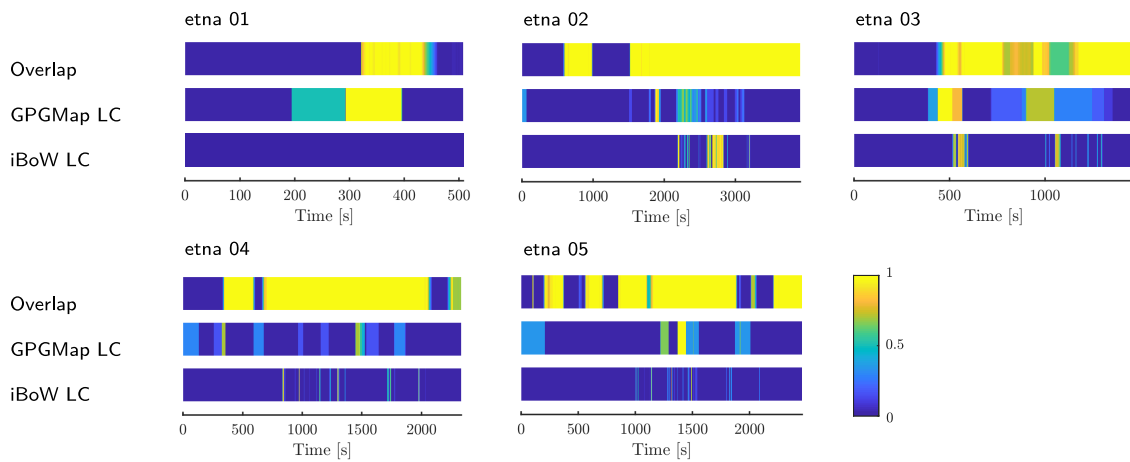 etna 01
etna 02
etna 03
Overlap
GPGMap LC
iBoW LC
0 100 200 300 400 500
Time [s]
0 1000 2000 3000
Time [s]
0 500 1000
Time [s]
etna 04
etna 05
Overlap
GPGMap LC
iBoW LC
0 500 1000 1500 2000
Time [s]
0 500 1000 1500 2000
Time [s]
1
0.5
0